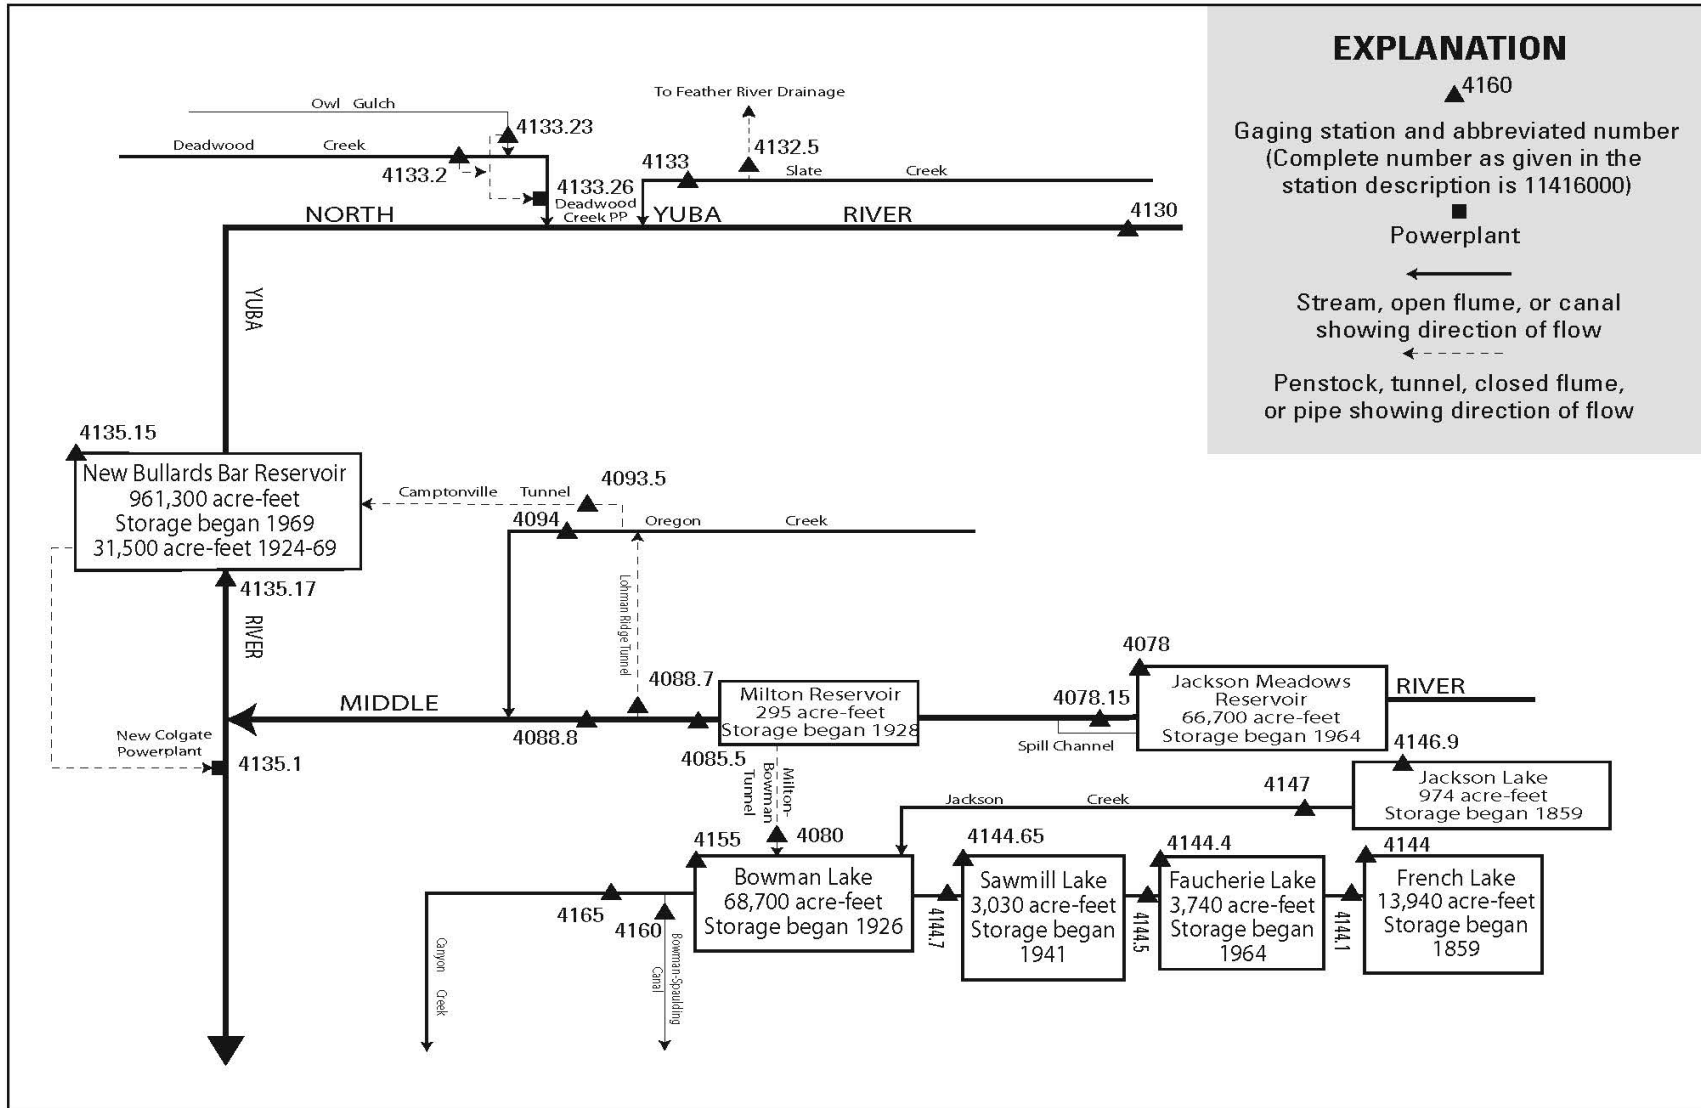 EXPLANATION
4160
Gaging station and abbreviated number
(Complete number as given in the
station description is 11416000)
Powerplant
Stream, open flume, or canal
showing direction of flow
Penstock, tunnel, closed flume,
or pipe showing direction of flow
To Feather River Drainage
Owl Gulch
4133.23
Deadwood Creek
4133.2
4133.26
Deadwood
Creek PP
4133
4132.5
Slate Creek
NORTH YUBA RIVER
4130
YUBA
4135.15
New Bullards Bar Reservoir
961,300 acre-feet
Storage began 1969
31,500 acre-feet 1924-69
4135.17
RIVER
Camptonville Tunnel
4093.5
4094
Oregon Creek
Lohman Ridge Tunnel
4088.7
MIDDLE
4088.8
4085.5
Milton Reservoir
295 acre-feet
Storage began 1928
4078
4078.15
Spill Channel
Jackson Meadows
Reservoir
66,700 acre-feet
Storage began 1964
RIVER
New Colgate
Powerplant
4135.1
Milton-
Bowman
Tunnel
4080
4146.9
Jackson Lake
974 acre-feet
Storage began 1859
4147
Jackson Creek
4155
Bowman Lake
68,700 acre-feet
Storage began 1926
4144.65
Sawmill Lake
3,030 acre-feet
Storage began
1941
4144.4
Faucherie Lake
3,740 acre-feet
Storage began
1964
4144
French Lake
13,940 acre-feet
Storage began
1859
4144.7
4144.5
4144.1
4165
4160
Canyon Creek
Bowman-Spaulding
Canal